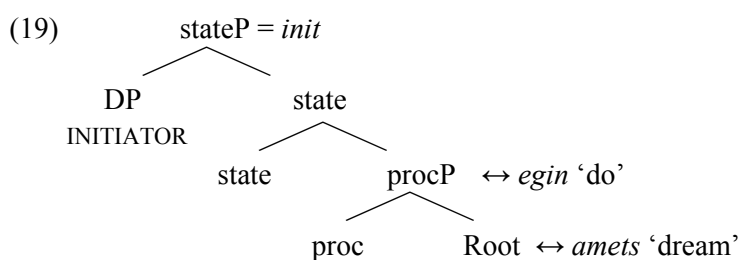 (19) stateP = init
DP state
INITIATOR
state procP ↔ egin ‘do’
proc Root ↔ amets ‘dream’